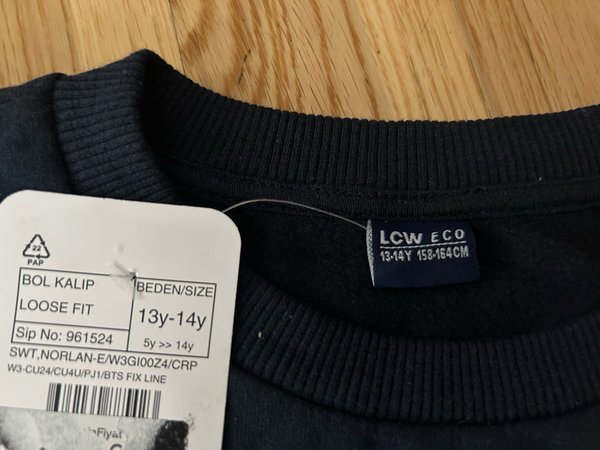 22
PAP
BOL KALIP
LOOSE FIT
BEDEN/SIZE
13y-14y
5y >> 14y
Sip No: 961524
SWT,NORLAN-E/W3GI00Z4/CRP
W3-CU24/CU4U/PJ1/BTS FIX LINE
LCW ECO
13-14Y 158-164CM